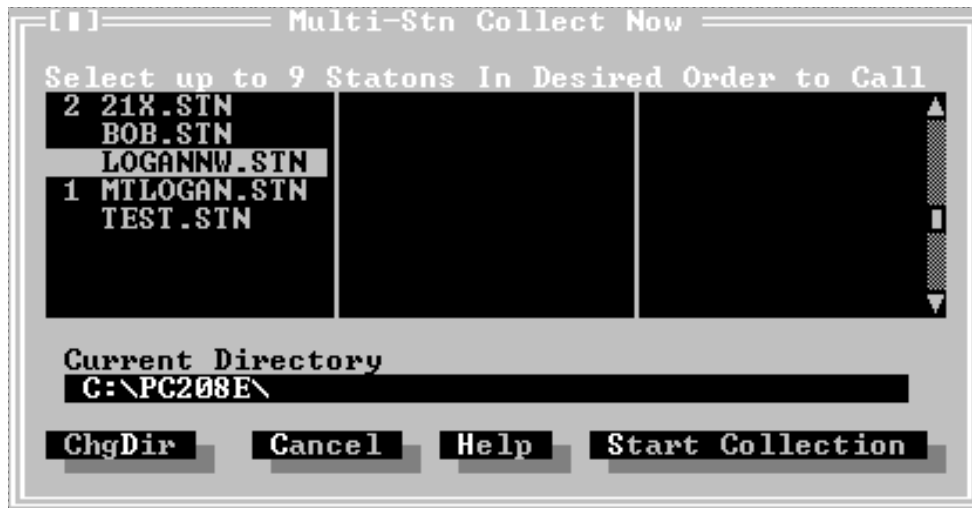 [▮] Multi-Stn Collect Now
Select up to 9 Statons In Desired Order to Call
2 21X.STN
BOB.STN
LOGANNW.STN
1 MTLOGAN.STN
TEST.STN
Current Directory
C:\PC208E\
ChgDir Cancel Help Start Collection